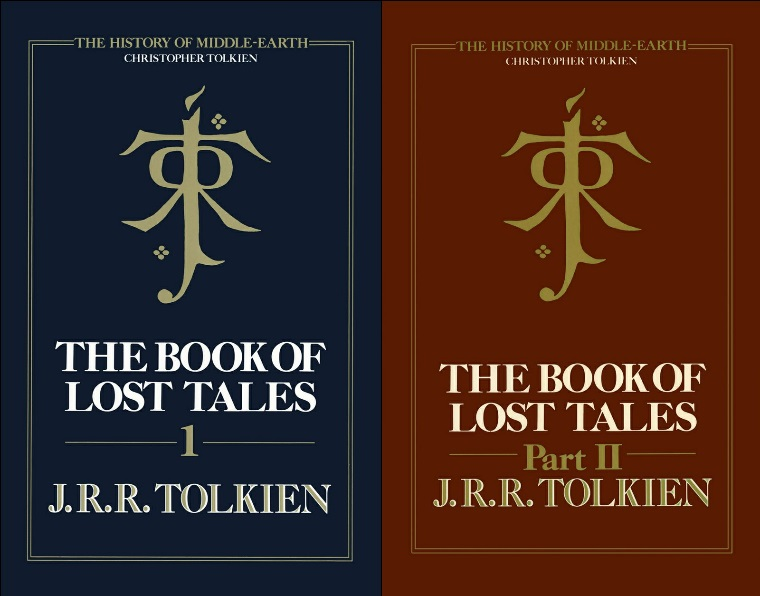 THE HISTORY OF MIDDLE-EARTH
CHRISTOPHER TOLKIEN
THE BOOK OF
LOST TALES
1
J.R.R. TOLKIEN
THE HISTORY OF MIDDLE-EARTH
CHRISTOPHER TOLKIEN
THE BOOK OF
LOST TALES
Part II
J.R.R. TOLKIEN